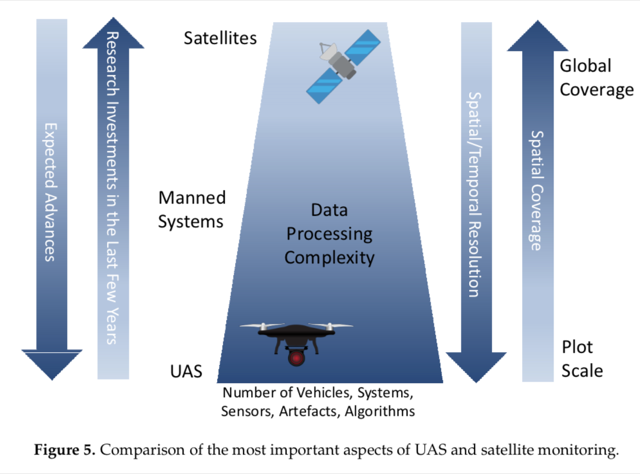 Satellites
Manned
Systems
UAS
Expected Advances
Research Investments in the Last Few Years
Data
Processing
Complexity
Spatial/Temporal Resolution
Spatial Coverage
Global
Coverage
Plot
Scale
Number of Vehicles, Systems,
Sensors, Artefacts, Algorithms
Figure 5. Comparison of the most important aspects of UAS and satellite monitoring.